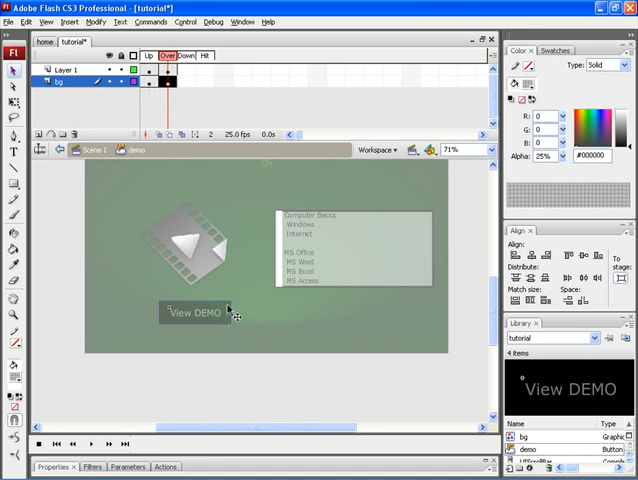 Adobe Flash CS3 Professional - [tutorial*]
File Edit View Insert Modify Text Commands Control Debug Window Help
home tutorial*
Up Over Down Hit
Layer 1
bg
2 25.0 fps 0.0s
Scene 1 demo Workspace 71%
Computer Basics
Windows
Internet
MS Office
MS Word
MS Excel
MS Access
View DEMO
Properties × Filters Parameters Actions
Fl
Color × Swatches
Type: Solid
R: 0
G: 0
B: 0
Alpha: 25% #000000
Align ×
Align:
Distribute:
Match size: Space:
To stage:
Library ×
tutorial
4 items
View DEMO
Name Type
bg Graphic
demo Button
UIScrollBar Compile